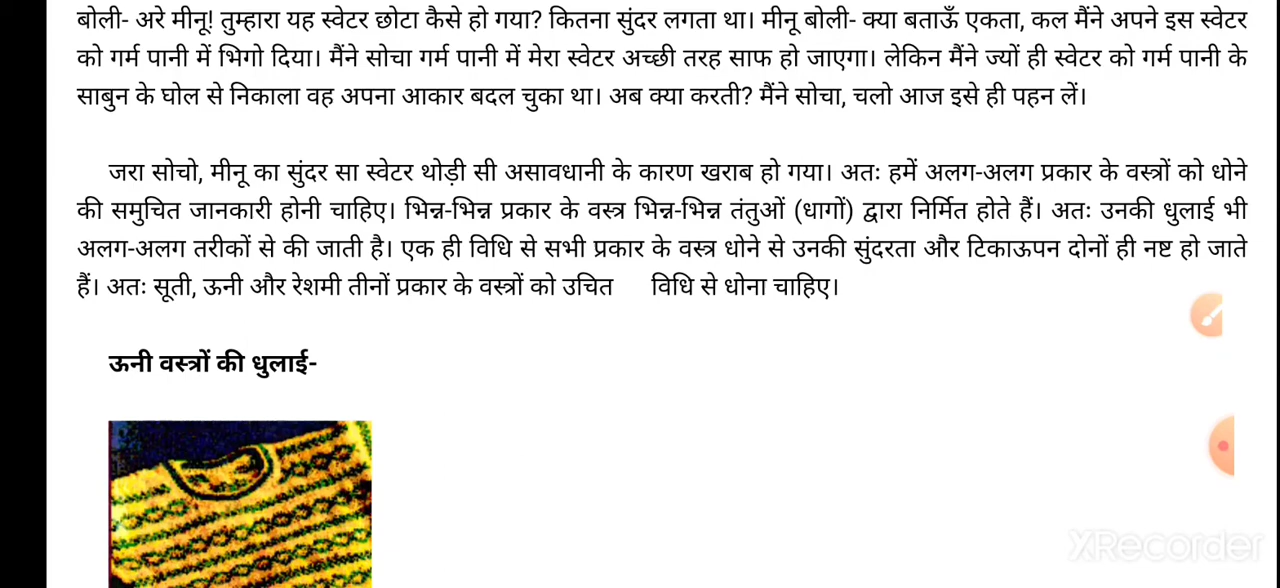 बोली- अरे मीनू! तुम्हारा यह स्वेटर छोटा कैसे हो गया? कितना सुंदर लगता था। मीनू बोली- क्या बताऊँ एकता, कल मैंने अपने इस स्वेटर
को गर्म पानी में भिगो दिया। मैंने सोचा गर्म पानी में मेरा स्वेटर अच्छी तरह साफ हो जाएगा। लेकिन मैंने ज्यों ही स्वेटर को गर्म पानी के
साबुन के घोल से निकाला वह अपना आकार बदल चुका था। अब क्या करती? मैंने सोचा, चलो आज इसे ही पहन लें।
जरा सोचो, मीनू का सुंदर सा स्वेटर थोड़ी सी असावधानी के कारण खराब हो गया। अतः हमें अलग-अलग प्रकार के वस्त्रों को धोने
की समुचित जानकारी होनी चाहिए। भिन्न-भिन्न प्रकार के वस्त्र भिन्न-भिन्न तंतुओं (धागों) द्वारा निर्मित होते हैं। अतः उनकी धुलाई भी
अलग-अलग तरीकों से की जाती है। एक ही विधि से सभी प्रकार के वस्त्र धोने से उनकी सुंदरता और टिकाऊपन दोनों ही नष्ट हो जाते
हैं। अतः सूती, ऊनी और रेशमी तीनों प्रकार के वस्त्रों को उचित विधि से धोना चाहिए।
ऊनी वस्त्रों की धुलाई-
XRecorder